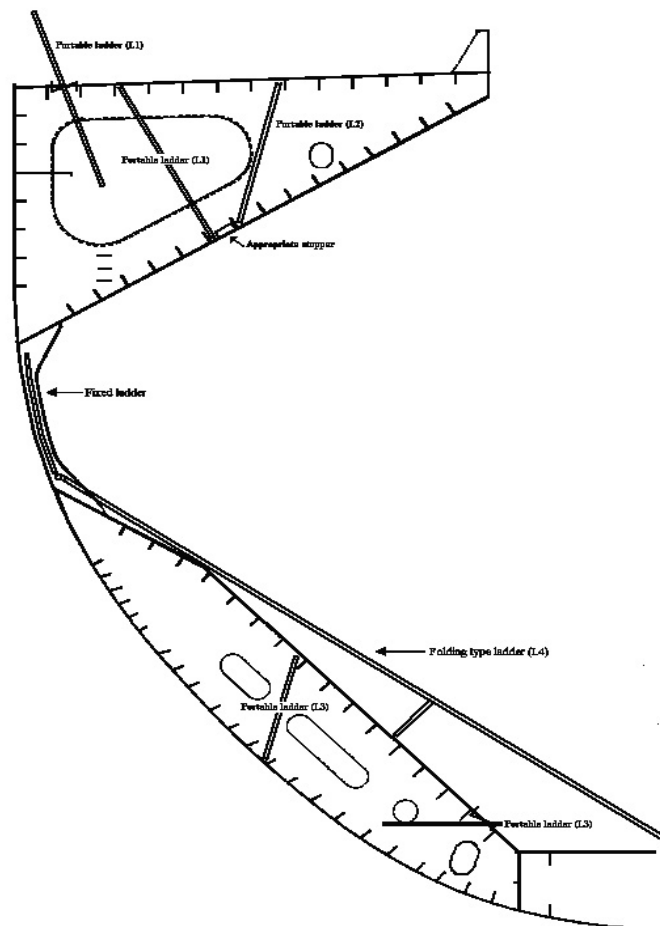 Portable ladder (L1)
Portable ladder (L2)
Portable ladder (L1)
Appropriate stopper
Fixed ladder
Folding type ladder (L4)
Portable ladder (L3)
Portable ladder (L3)